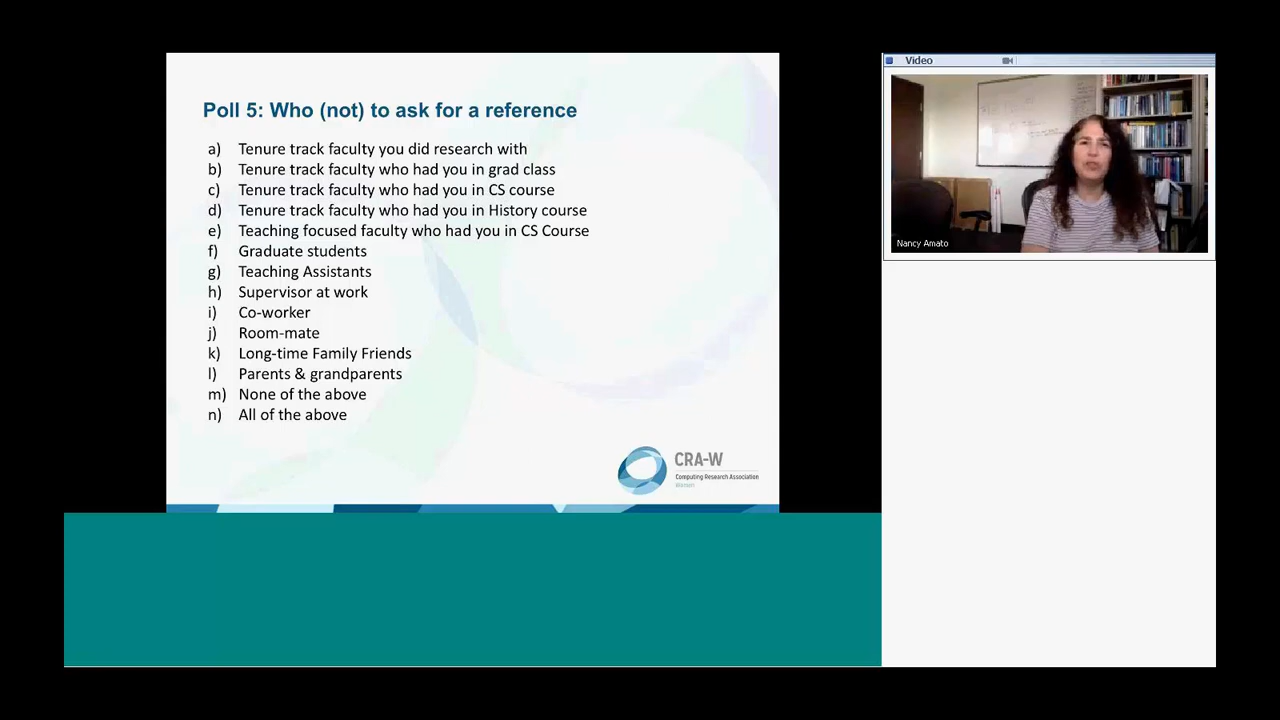 Poll 5: Who (not) to ask for a reference
a) Tenure track faculty you did research with
b) Tenure track faculty who had you in grad class
c) Tenure track faculty who had you in CS course
d) Tenure track faculty who had you in History course
e) Teaching focused faculty who had you in CS Course
f) Graduate students
g) Teaching Assistants
h) Supervisor at work
i) Co-worker
j) Room-mate
k) Long-time Family Friends
l) Parents & grandparents
m) None of the above
n) All of the above
CRA-W
Computing Research Association
Women
Video
Nancy Amato